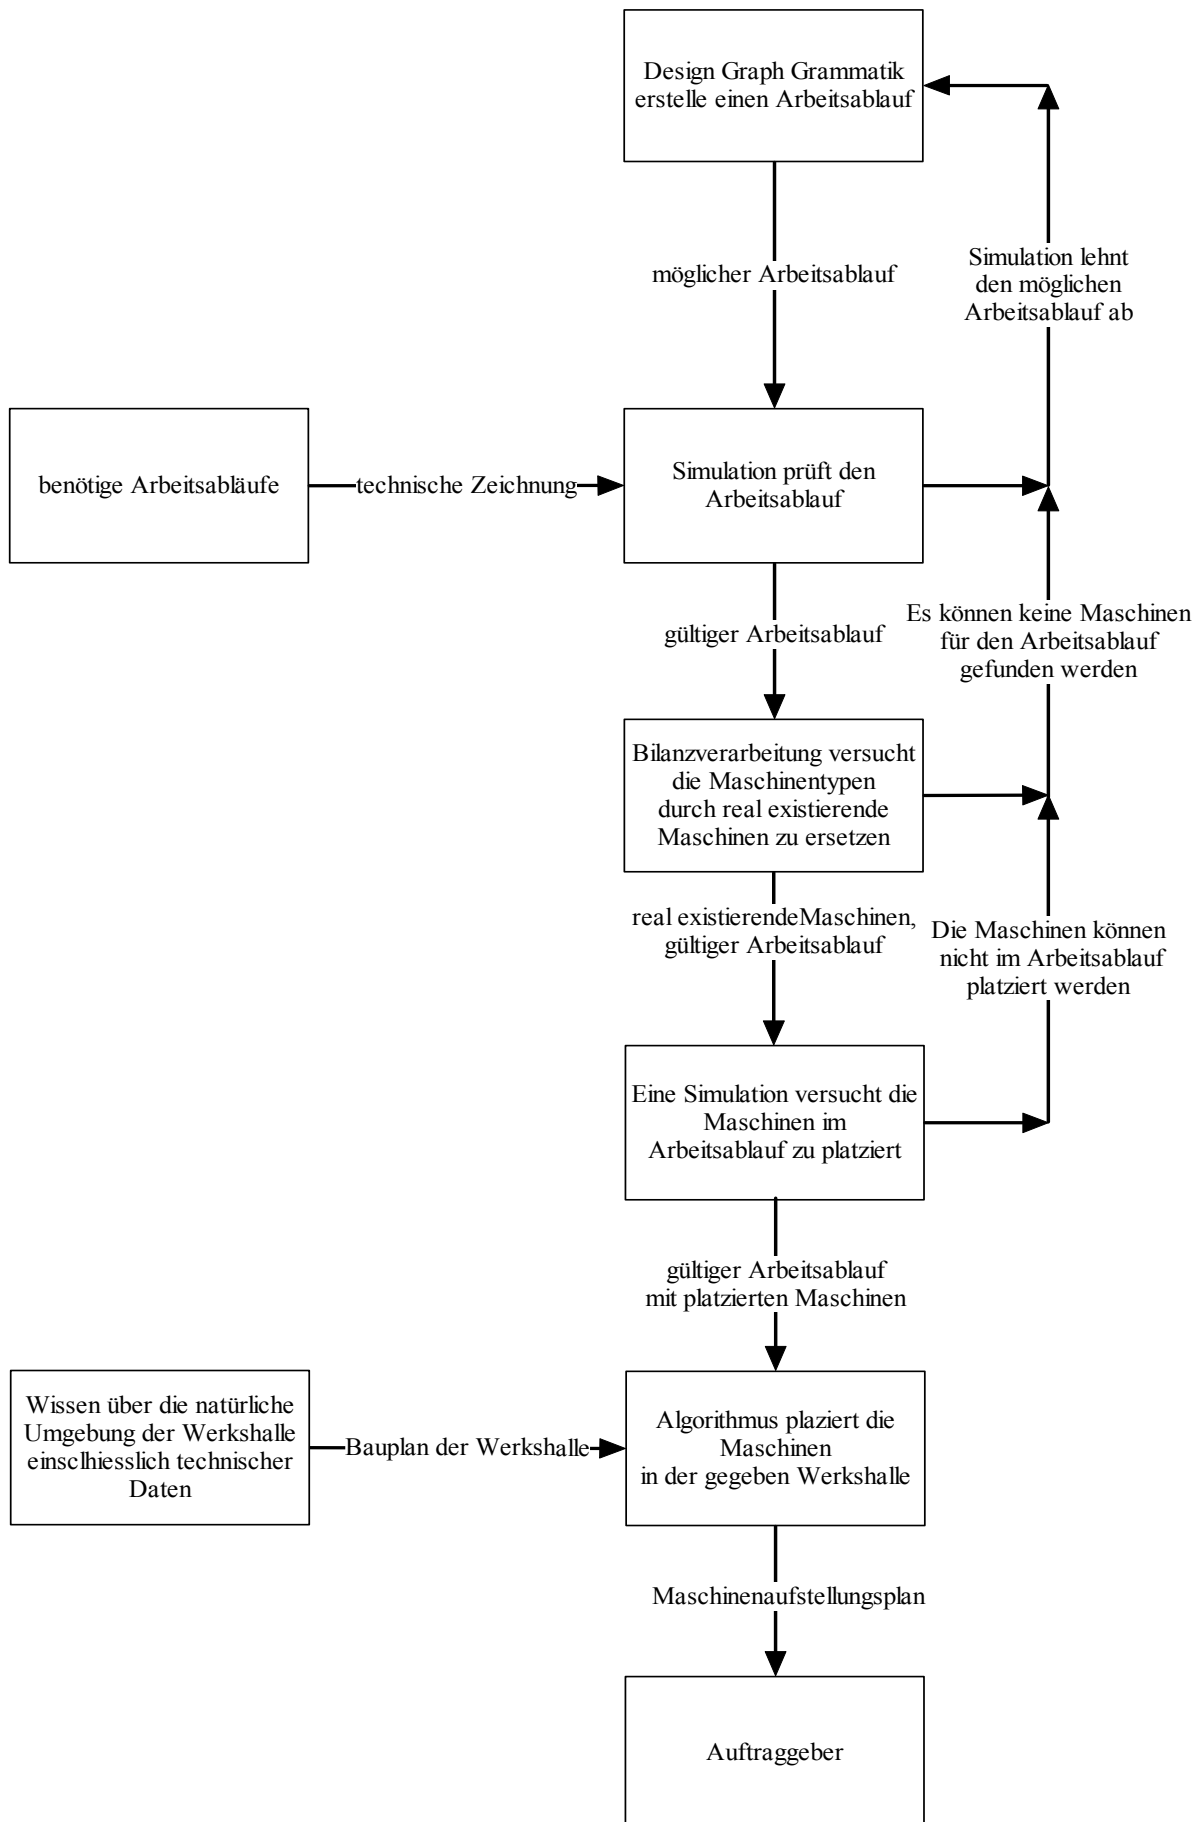 Design Graph Grammatik
erstelle einen Arbeitsablauf
möglicher Arbeitsablauf
Simulation lehnt
den möglichen
Arbeitsablauf ab
benötige Arbeitsabläufe
technische Zeichnung
Simulation prüft den
Arbeitsablauf
gültiger Arbeitsablauf
Es können keine Maschinen
für den Arbeitsablauf
gefunden werden
Bilanzverarbeitung versucht
die Maschinentypen
durch real existierende
Maschinen zu ersetzen
real existierendeMaschinen,
gültiger Arbeitsablauf
Die Maschinen können
nicht im Arbeitsablauf
platziert werden
Eine Simulation versucht die
Maschinen im
Arbeitsablauf zu platziert
gültiger Arbeitsablauf
mit platzierten Maschinen
Wissen über die natürliche
Umgebung der Werkshalle
einsclhiesslich technischer
Daten
Bauplan der Werkshalle
Algorithmus plaziert die
Maschinen
in der gegeben Werkshalle
Maschinenaufstellungsplan
Auftraggeber